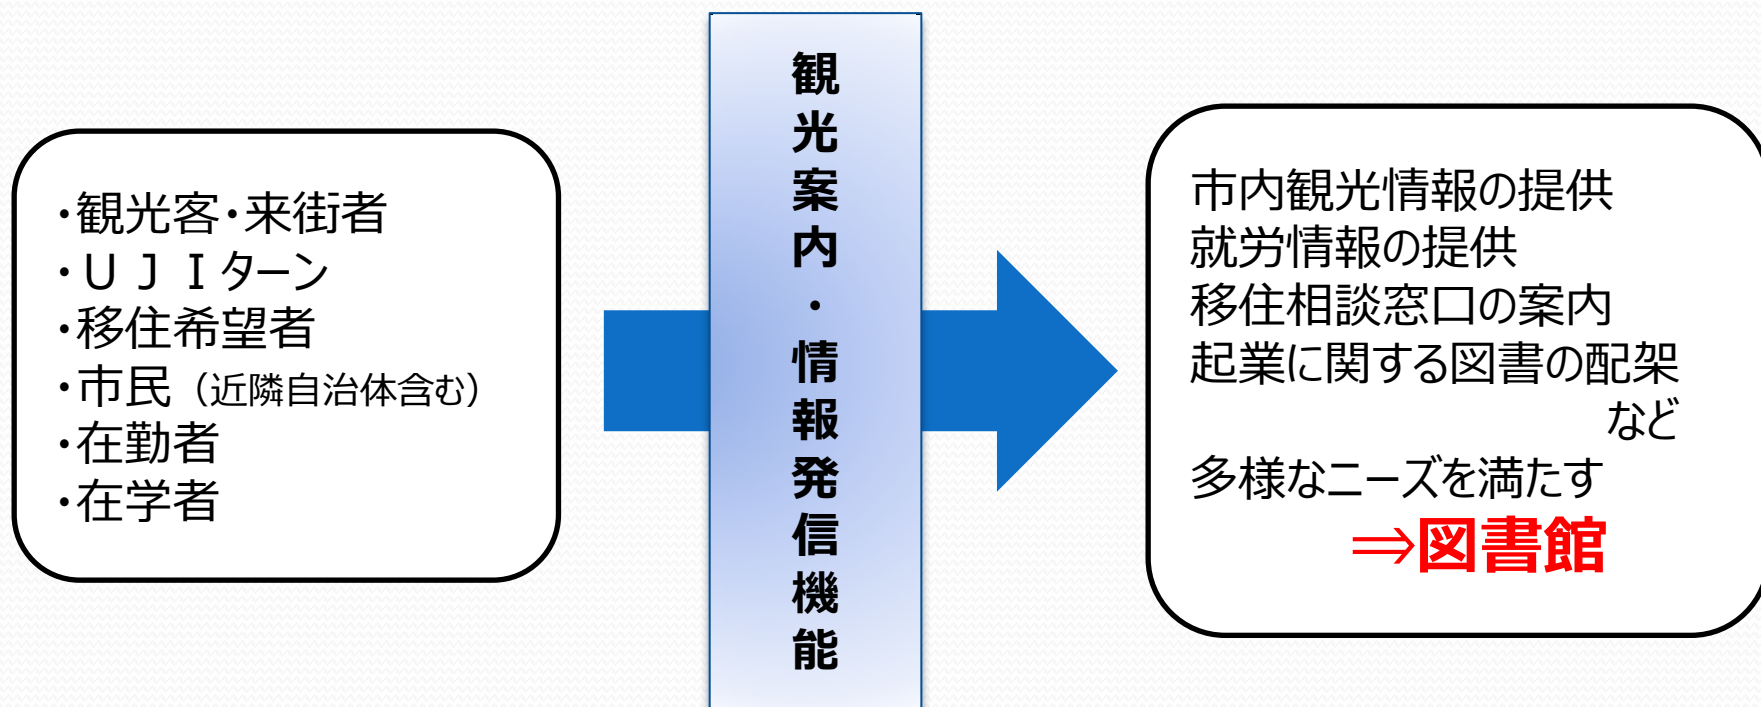 ・観光客・来街者
・ＵＪＩターン
・移住希望者
・市民（近隣自治体含む）
・在勤者
・在学者
観光案内・情報発信機能
市内観光情報の提供
就労情報の提供
移住相談窓口の案内
起業に関する図書の配架
など
多様なニーズを満たす
⇒図書館